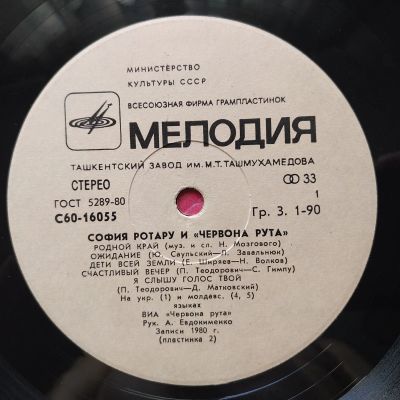 МИНИСТЕРСТВО
КУЛЬТУРЫ СССР
ВСЕСОЮЗНАЯ ФИРМА ГРАМПЛАСТИНОК
МЕЛОДИЯ
ТАШКЕНТСКИЙ ЗАВОД ИМ. М.Т. ТАШМУХАМЕДОВА
СТЕРЕО
33
ГОСТ 5289-80
1
С60-16055
Гр. 3. 1-90
СОФИЯ РОТАРУ И «ЧЕРВОНА РУТА»
РОДНОЙ КРАЙ (муз. и сл. Н. Мозгового)
ОЖИДАНИЕ (Ю. Саульский—Л. Завальнюк)
ДЕТИ ВСЕЙ ЗЕМЛИ (Е. Ширяев—Н. Волков)
СЧАСТЛИВЫЙ ВЕЧЕР (П. Теодорович—С. Гимпу)
Я СЛЫШУ ГОЛОС ТВОЙ
(П. Теодорович—Д. Матковский)
На укр. (1) и молдавс. (4, 5)
языках
ВИА «Червона рута»
Рук. А. Евдокименко
Записи 1980 г.
(пластинка 2)